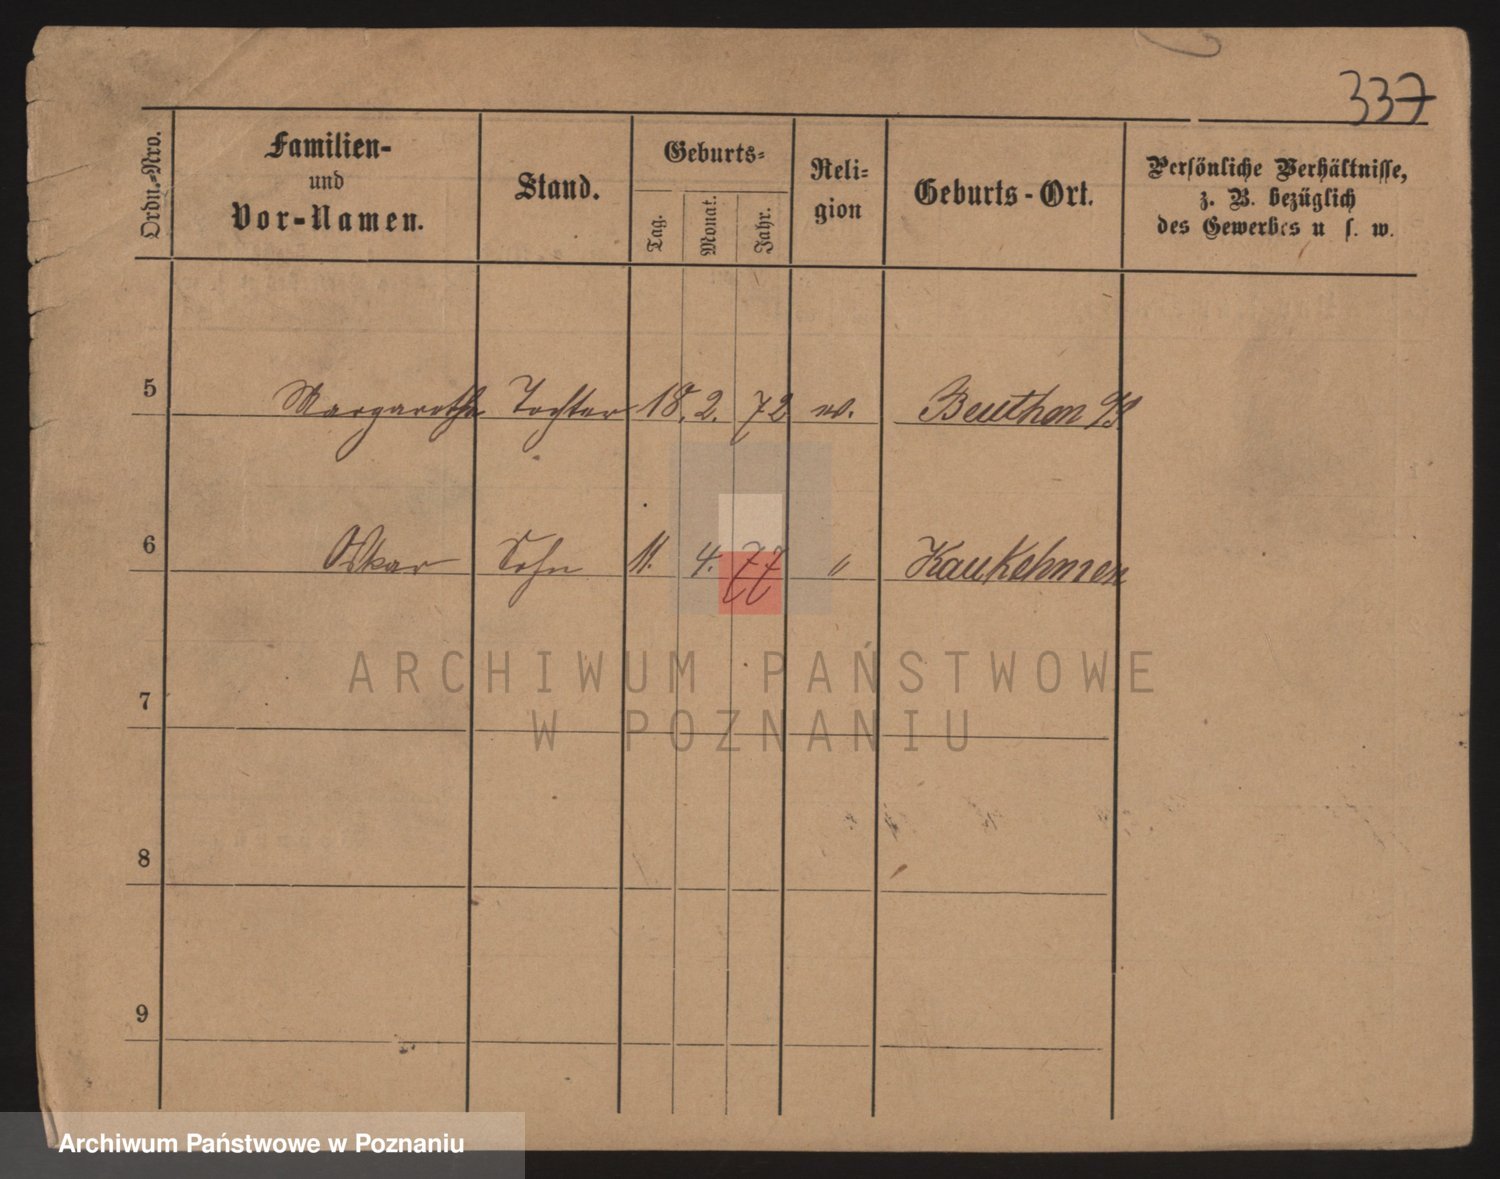 337
Ordn.-Nro.
Familien-
und
Vor-Namen.
Stand.
Geburts-
Tag.
Monat.
Jahr.
Reli-
gion
Geburts-Ort.
Persönliche Verhältnisse,
z. B. bezüglich
des Gewerbes u s. w.
5 Margarethe Tochter 18. 2. 72 ev. Beuthen
6 Oskar Sohn 11. 4. 77 " Kaukehmen
7
8
9
ARCHIWUM PAŃSTWOWE
W POZNANIU
Archiwum Państwowe w Poznaniu